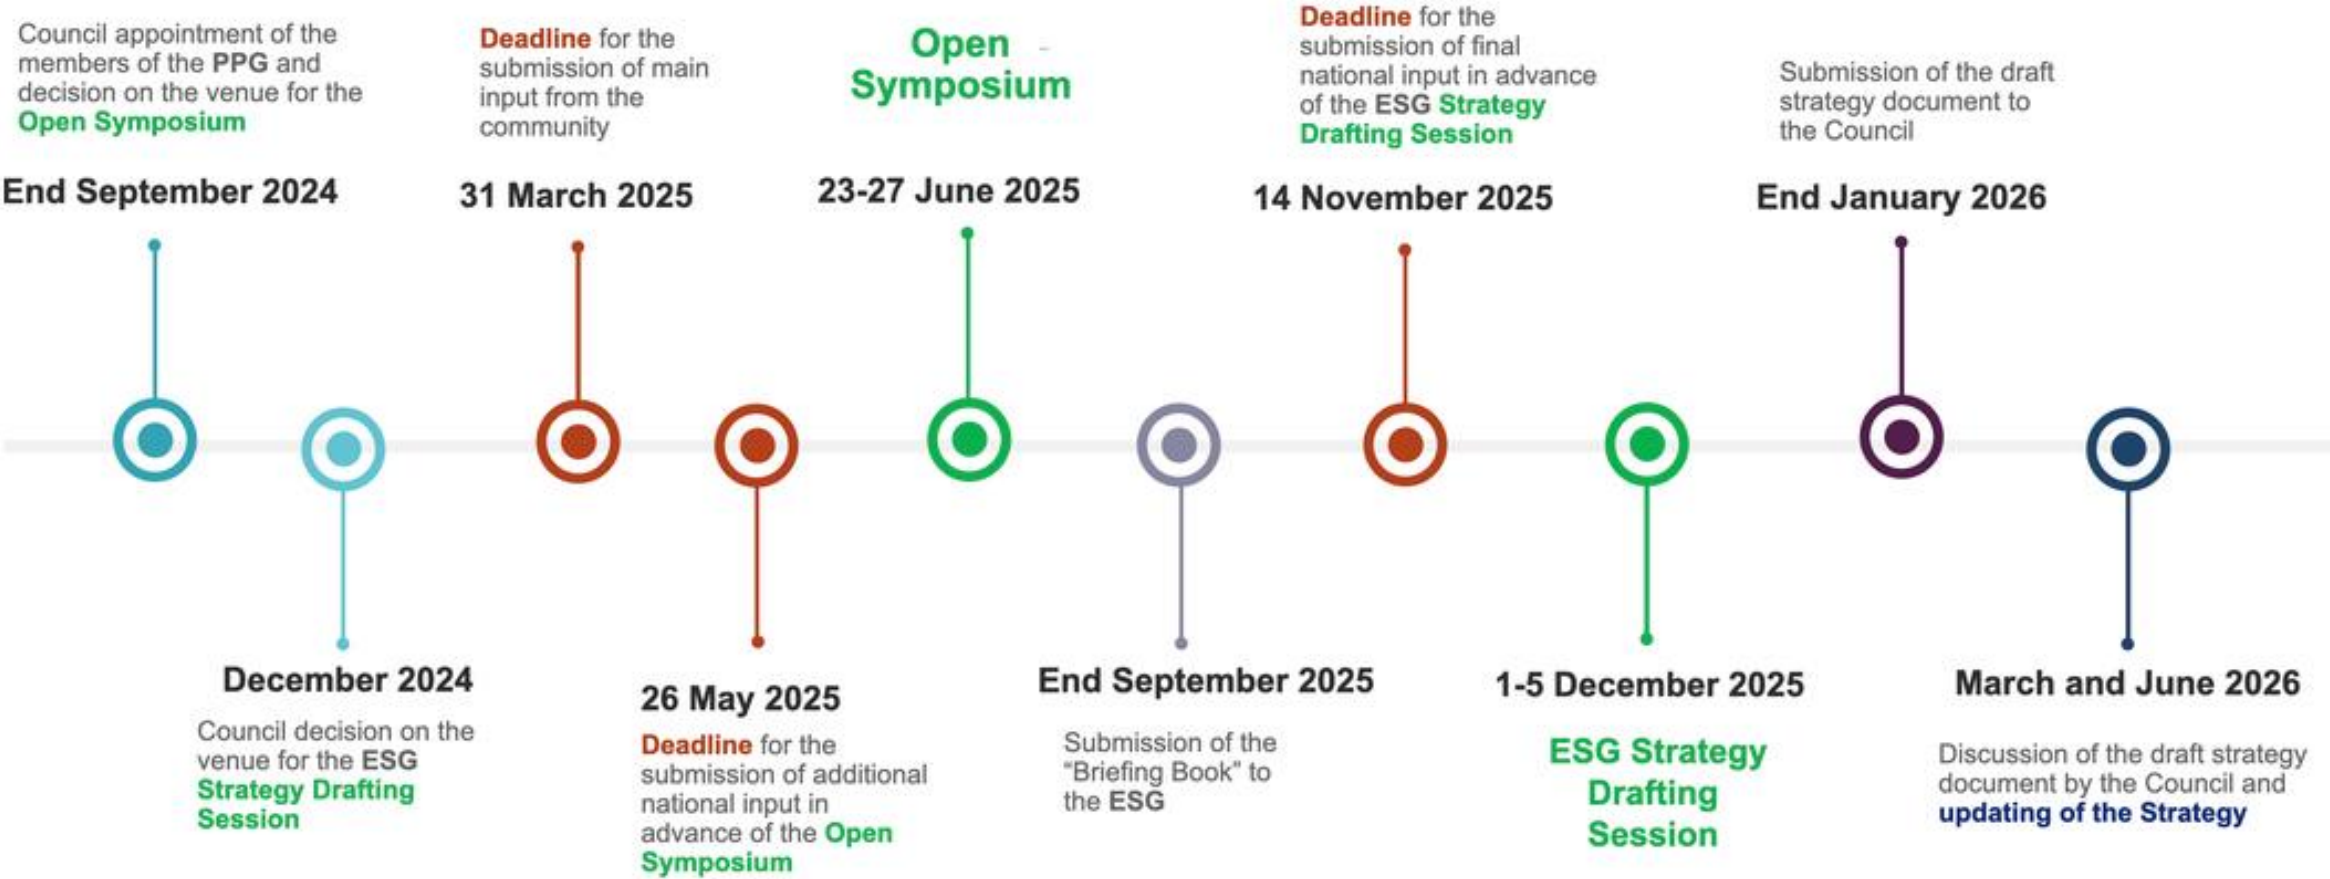 Council appointment of the
members of the PPG and
decision on the venue for the
Open Symposium
End September 2024
December 2024
Council decision on the
venue for the ESG
Strategy Drafting
Session
Deadline for the
submission of main
input from the
community
31 March 2025
26 May 2025
Deadline for the
submission of additional
national input in
advance of the Open
Symposium
Open
Symposium
23-27 June 2025
End September 2025
Submission of the
“Briefing Book” to
the ESG
Deadline for the
submission of final
national input in advance
of the ESG Strategy
Drafting Session
14 November 2025
1-5 December 2025
ESG Strategy
Drafting
Session
Submission of the draft
strategy document to
the Council
End January 2026
March and June 2026
Discussion of the draft strategy
document by the Council and
updating of the Strategy